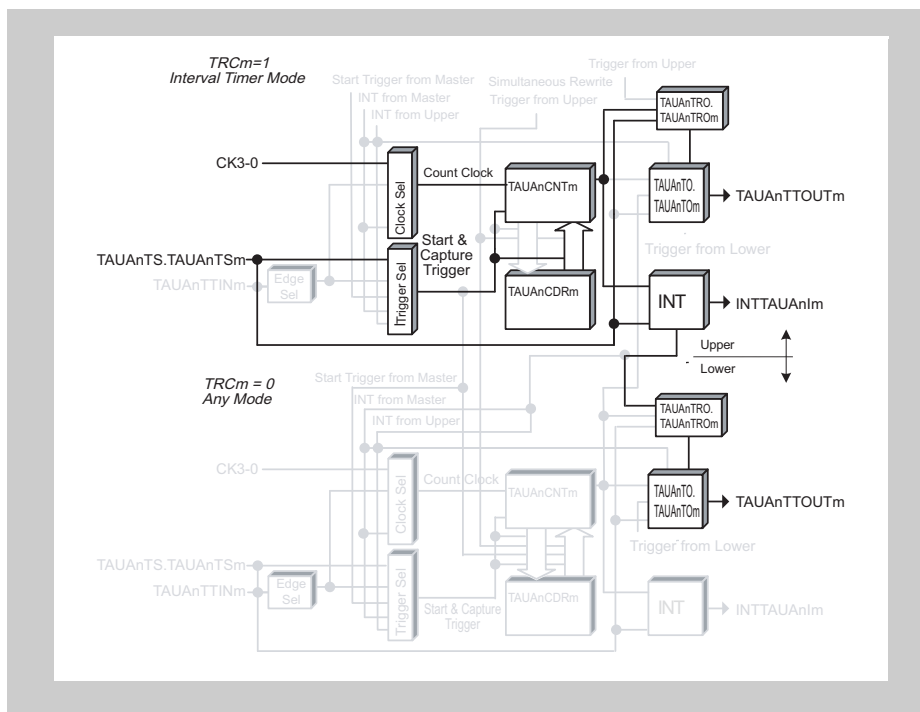 TRCm=1
Interval Timer Mode
Trigger from Upper
Start Trigger from Master
Simultaneous Rewrite
INT from Master
Trigger from Upper
INT from Upper
TAUAnTRO.
TAUAnTROm
CK3-0
Clock Sel
Count Clock
TAUAnCNTm
TAUAnTO.
TAUAnTOm
TAUAnTTOUTm
Start &
Capture
Trigger
Trigger from Lower
TAUAnTS.TAUAnTSm
TAUAnTTINm
Edge
Sel
Trigger Sel
TAUAnCDRm
INT
INTTAUAnIm
Upper
Lower
TRCm = 0
Any Mode
Start Trigger from Master
INT from Master
INT from Upper
TAUAnTRO.
TAUAnTROm
CK3-0
Clock Sel
Count Clock
TAUAnCNTm
TAUAnTO.
TAUAnTOm
TAUAnTTOUTm
Trigger from Lower
TAUAnTS.TAUAnTSm
TAUAnTTINm
Edge
Sel
Trigger Sel
Start & Capture
Trigger
TAUAnCDRm
INT
INTTAUAnIm